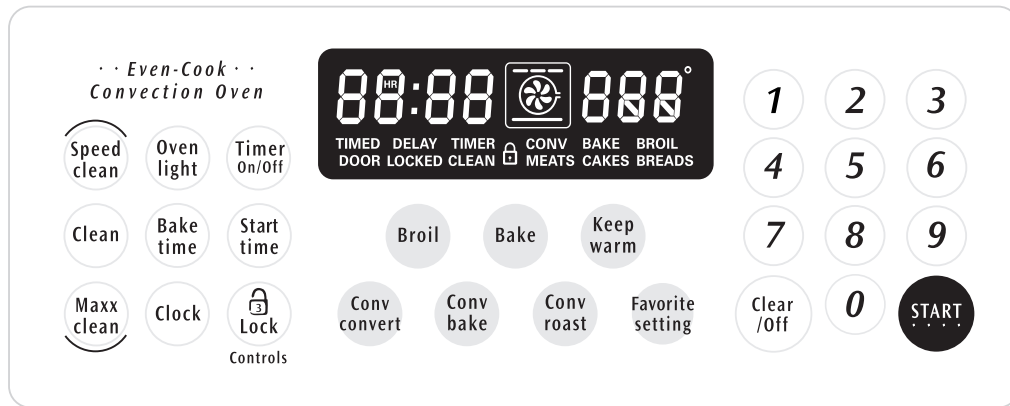 · · Even-Cook · ·
Convection Oven
Speed
clean
Oven
light
Timer
On/Off
Clean
Bake
time
Start
time
Maxx
clean
Clock
3
Lock
Controls
88:88 888°
HR
TIMED DELAY TIMER CONV BAKE BROIL
DOOR LOCKED CLEAN MEATS CAKES BREADS
Broil
Bake
Keep
warm
Conv
convert
Conv
bake
Conv
roast
Favorite
setting
1
2
3
4
5
6
7
8
9
Clear
/Off
0
START